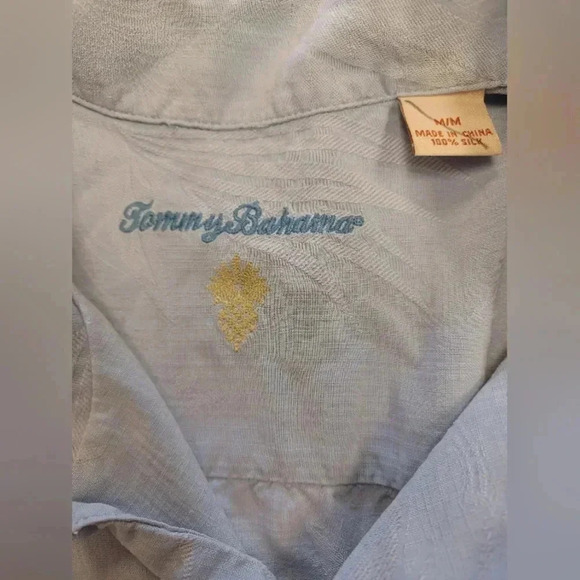 M/M
MADE IN CHINA
100% SILK
Tommy Bahama®